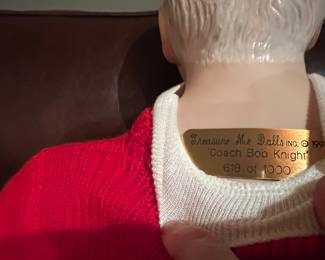 Treasure Me Dolls INC. © 199
"Coach Bob Knight"
618 of 1000